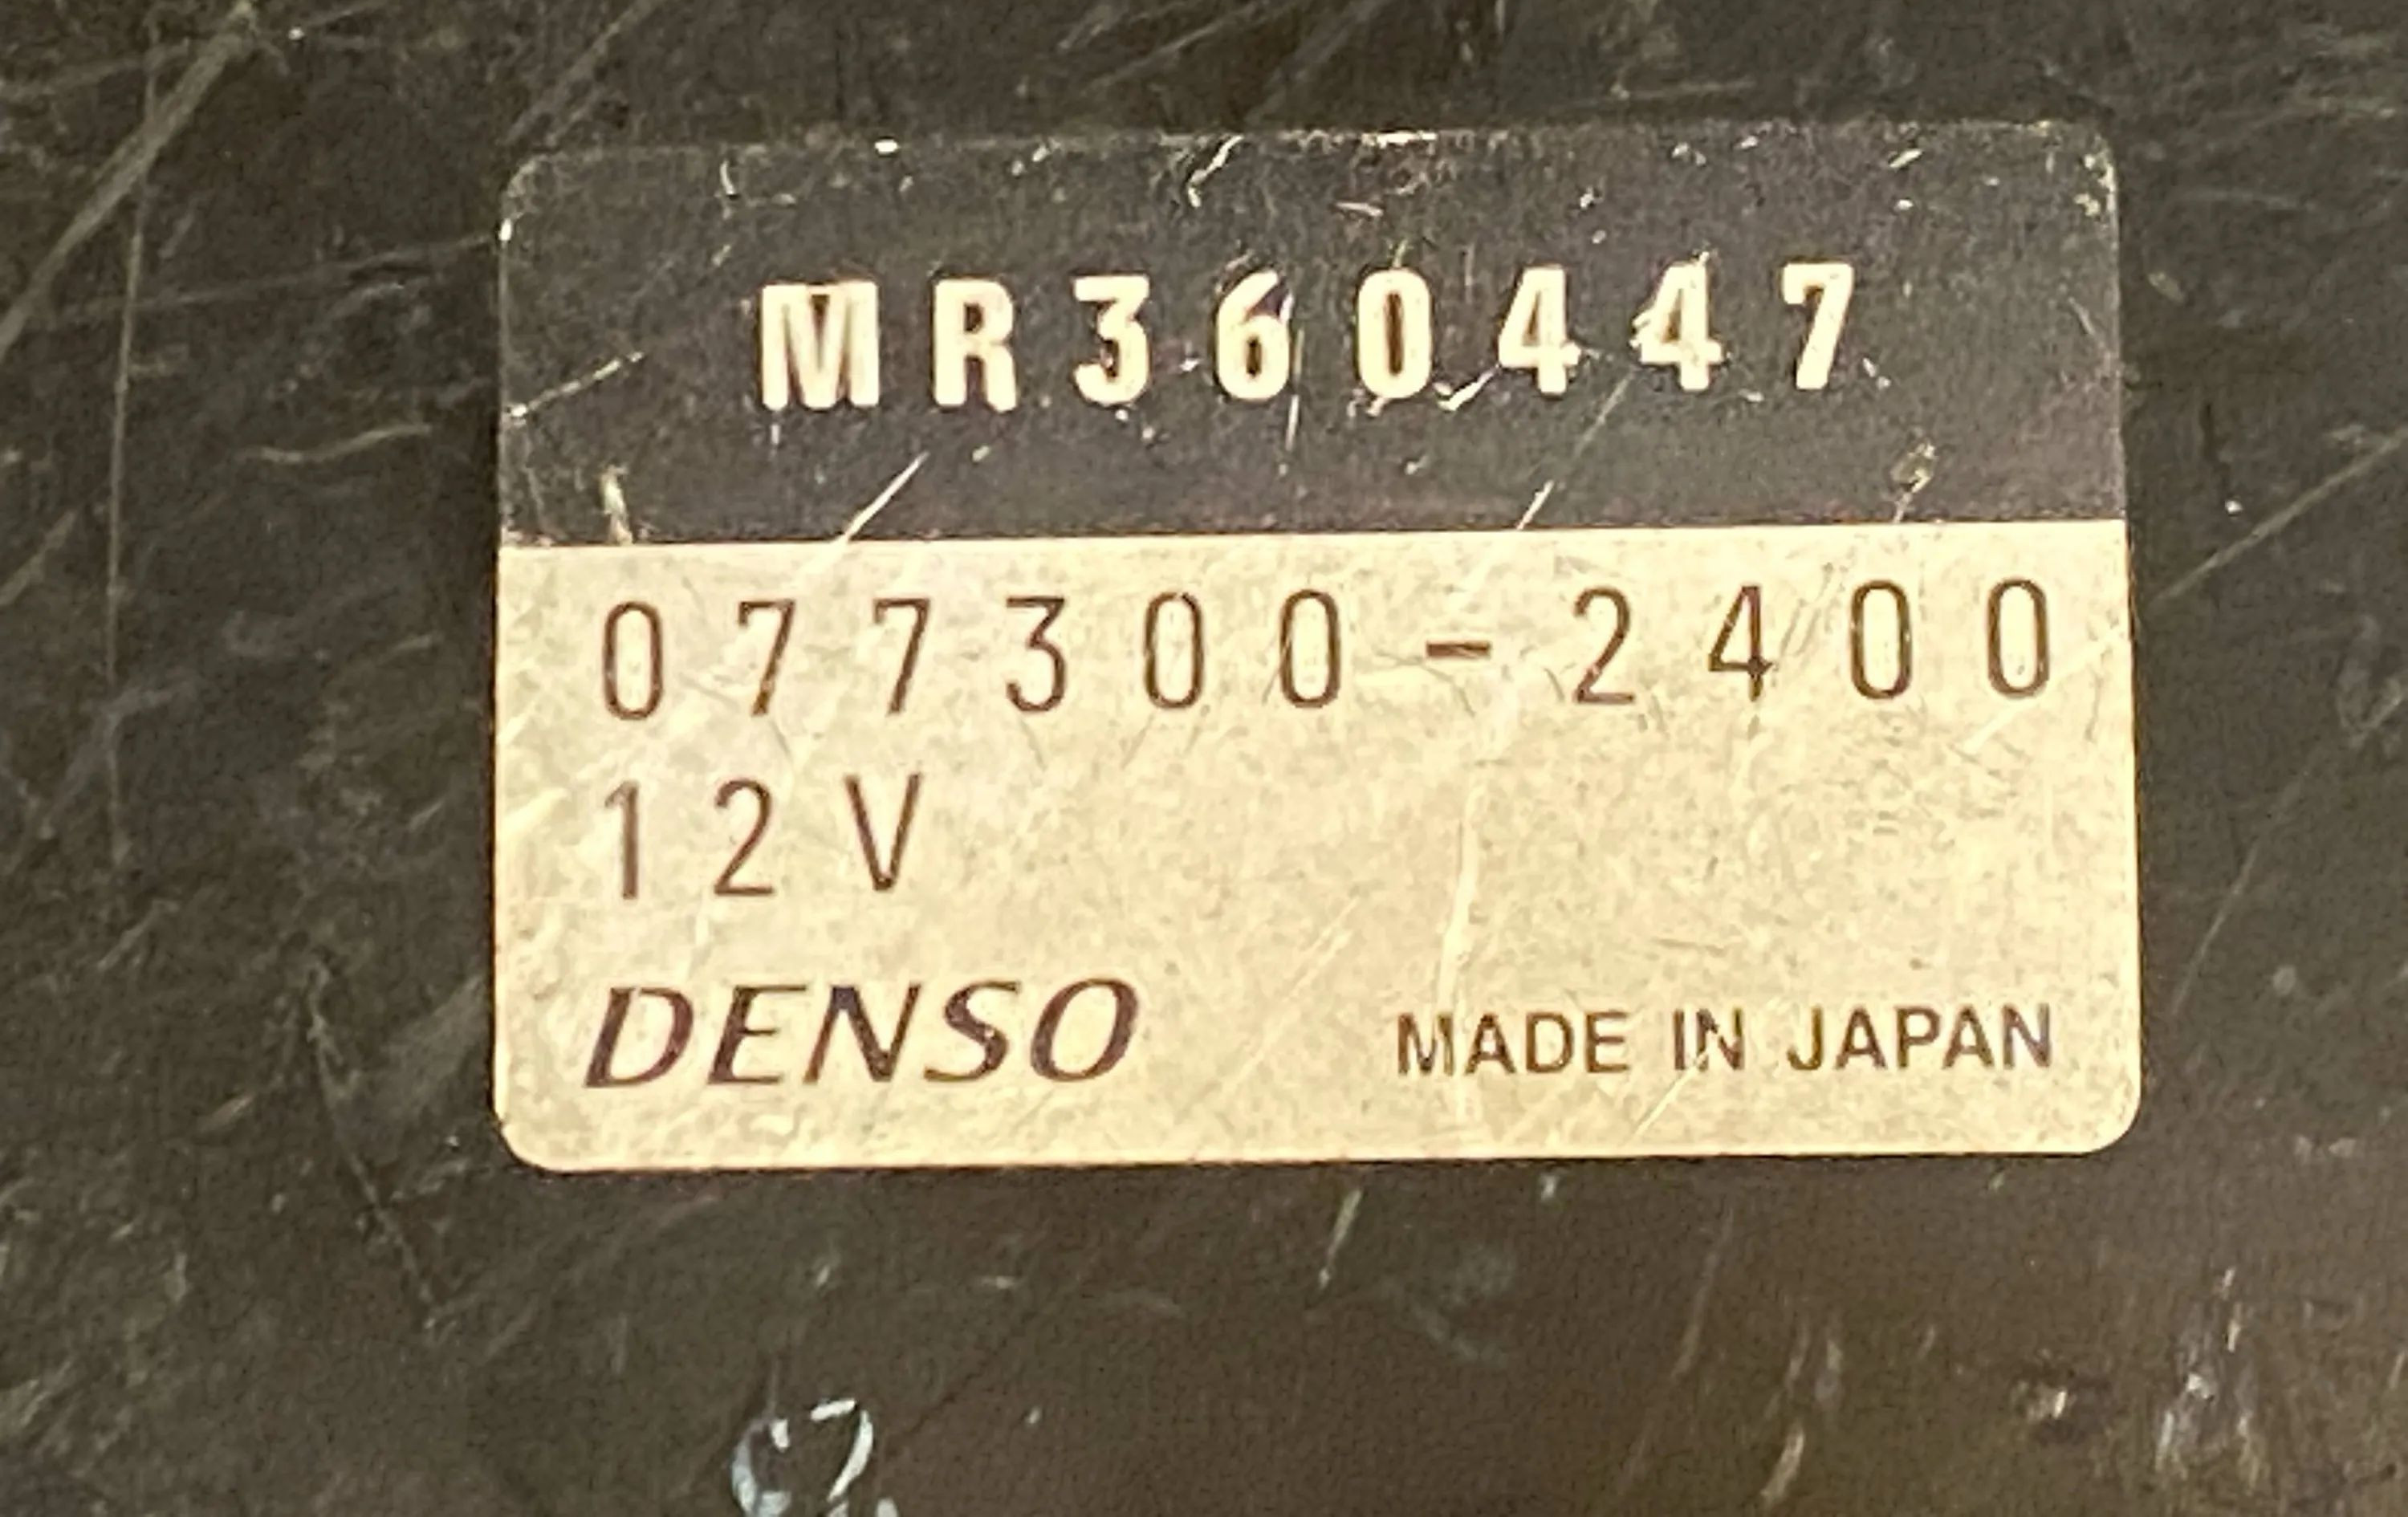 MR360447
077300-2400
12V
DENSO
MADE IN JAPAN